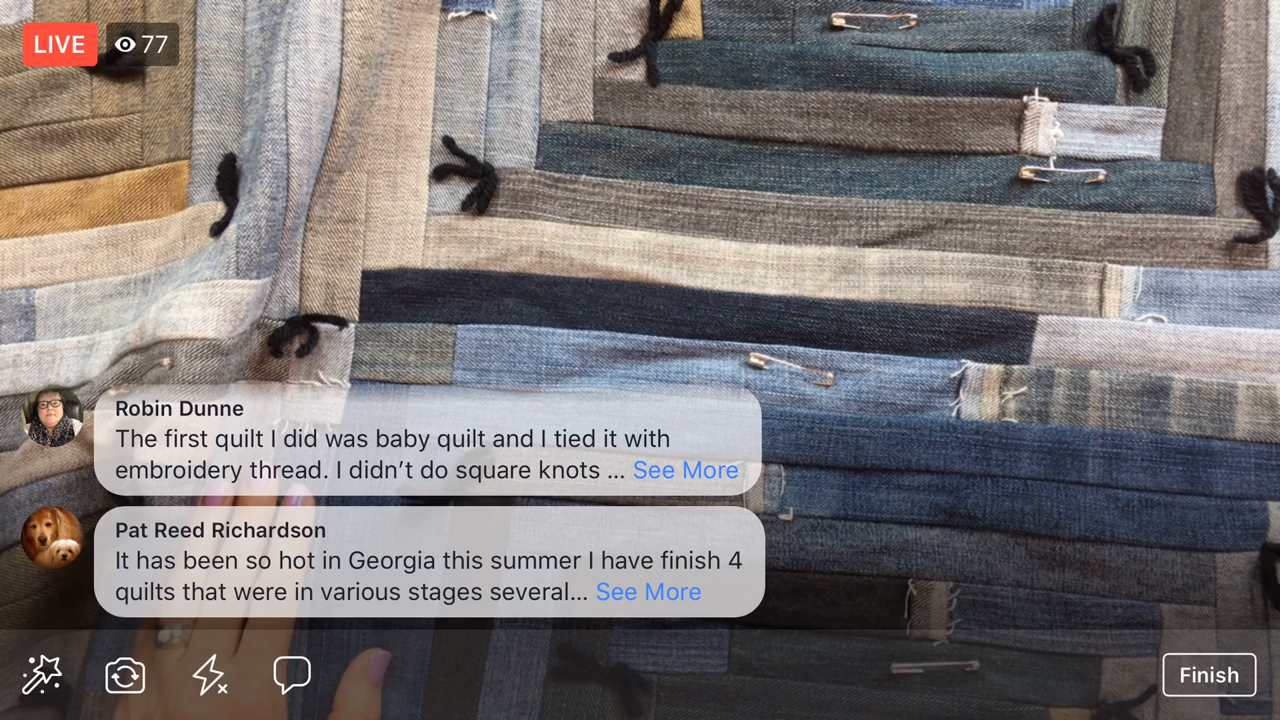 LIVE 77
Robin Dunne
The first quilt I did was baby quilt and I tied it with
embroidery thread. I didn’t do square knots ... See More
Pat Reed Richardson
It has been so hot in Georgia this summer I have finish 4
quilts that were in various stages several... See More
Finish